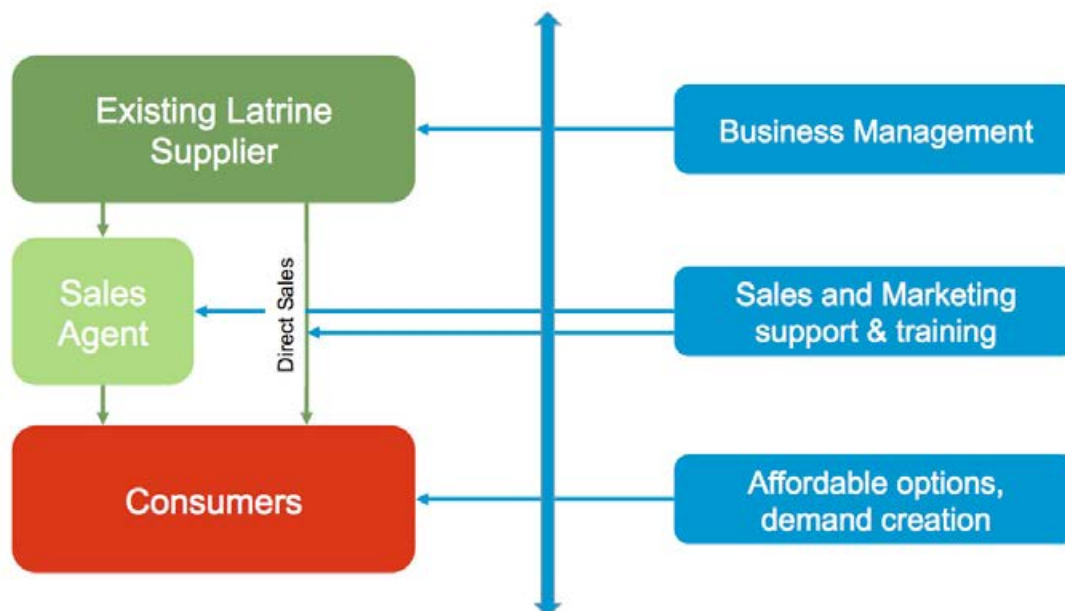 Existing Latrine
Supplier
Business Management
Sales
Agent
Direct Sales
Sales and Marketing
support & training
Consumers
Affordable options,
demand creation